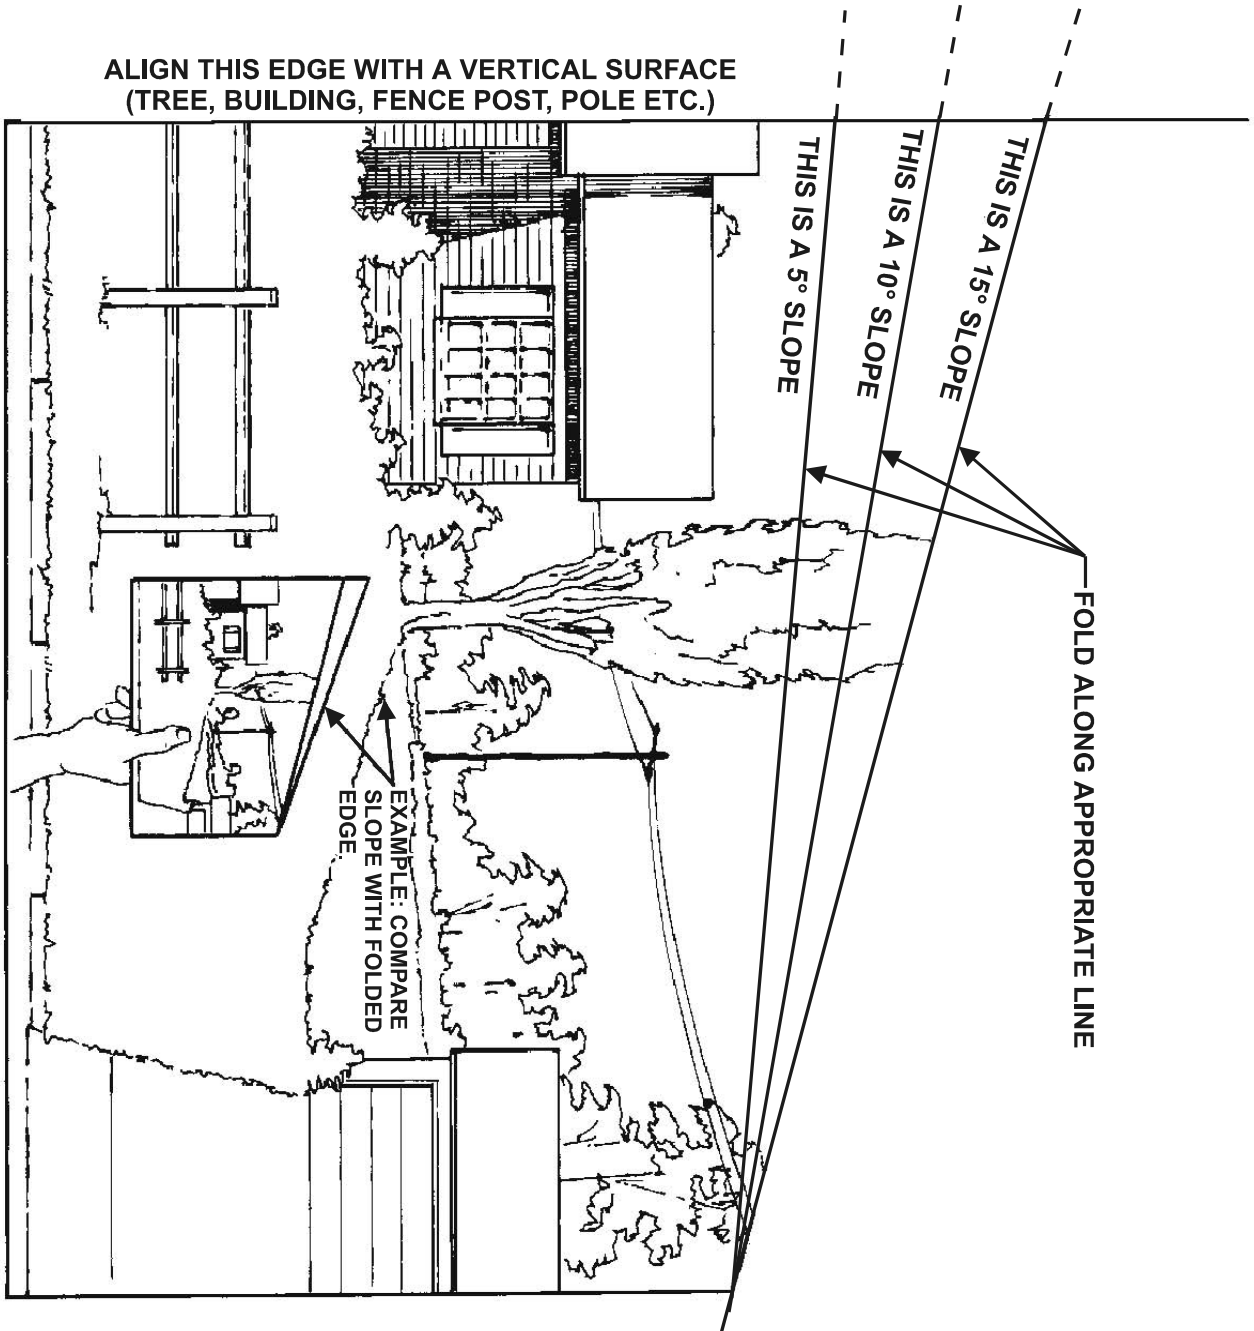 ALIGN THIS EDGE WITH A VERTICAL SURFACE
(TREE, BUILDING, FENCE POST, POLE ETC.)
THIS IS A 5° SLOPE
THIS IS A 10° SLOPE
THIS IS A 15° SLOPE
FOLD ALONG APPROPRIATE LINE
EXAMPLE: COMPARE
SLOPE WITH FOLDED
EDGE.